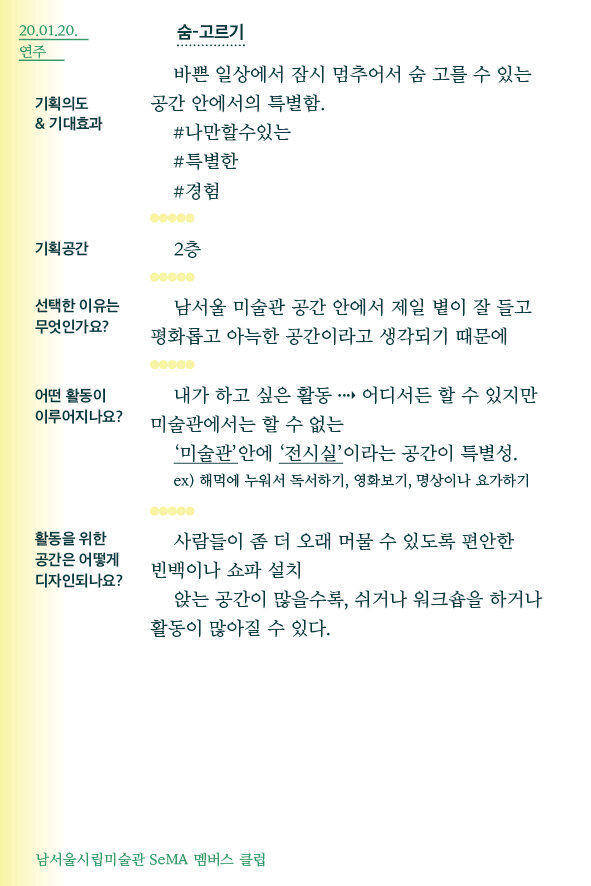 20.01.20.
연주
숨-고르기
기획의도
& 기대효과
바쁜 일상에서 잠시 멈추어서 숨 고를 수 있는
공간 안에서의 특별함.
#나만할수있는
#특별한
#경험
기획공간
2층
선택한 이유는
무엇인가요?
남서울 미술관 공간 안에서 제일 볕이 잘 들고
평화롭고 아늑한 공간이라고 생각되기 때문에
어떤 활동이
이루어지나요?
내가 하고 싶은 활동 ⇢ 어디서든 할 수 있지만
미술관에서는 할 수 없는
‘미술관’안에 ‘전시실’이라는 공간이 특별성.
ex) 해먹에 누워서 독서하기, 영화보기, 명상이나 요가하기
활동을 위한
공간은 어떻게
디자인되나요?
사람들이 좀 더 오래 머물 수 있도록 편안한
빈백이나 쇼파 설치
앉는 공간이 많을수록, 쉬거나 워크숍을 하거나
활동이 많아질 수 있다.
남서울시립미술관 SeMA 멤버스 클럽